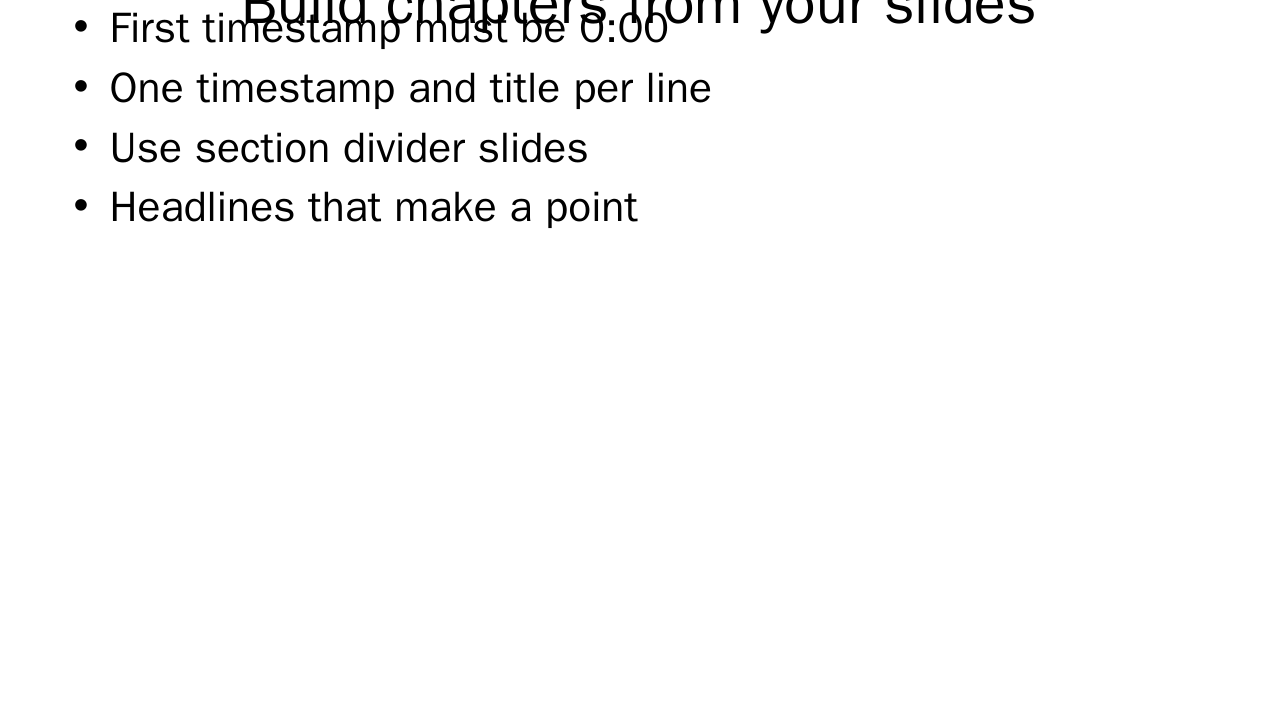 Build chapters from your slides
• First timestamp must be 0:00
• One timestamp and title per line
• Use section divider slides
• Headlines that make a point